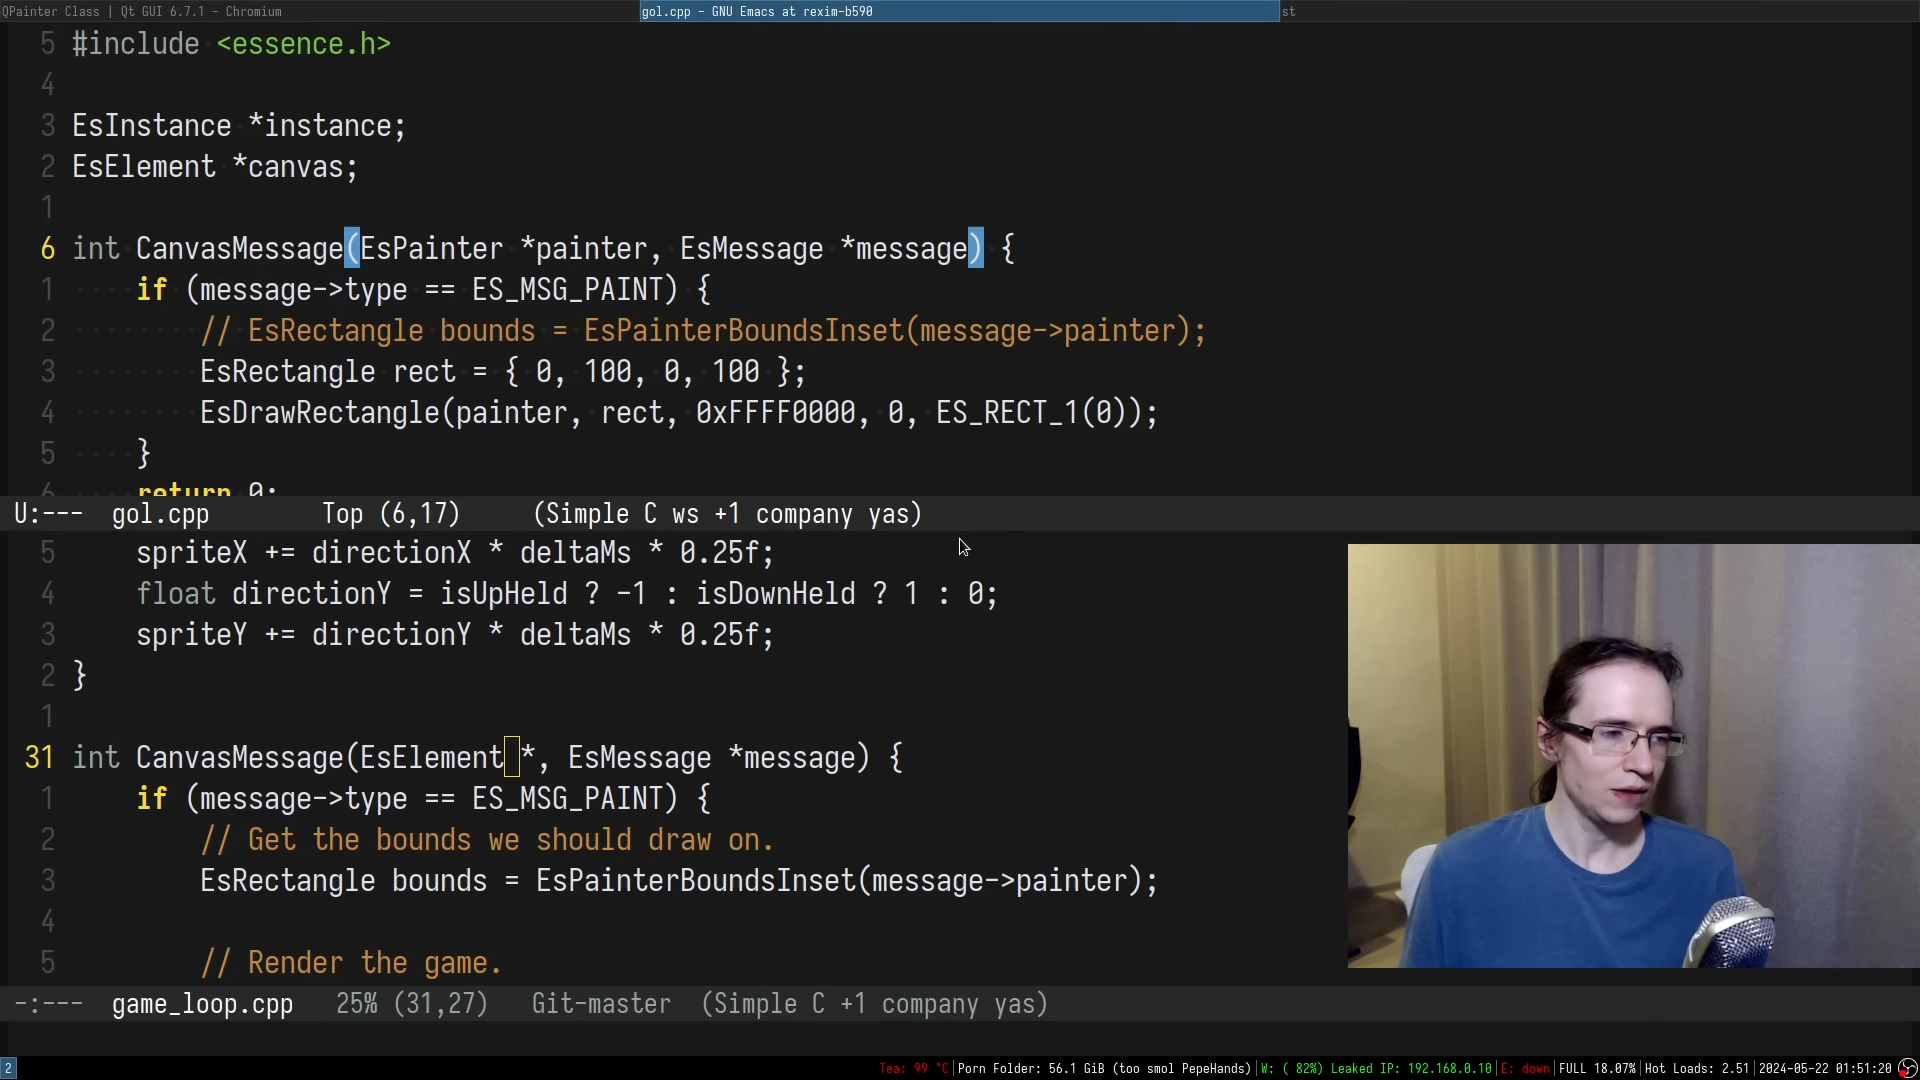 QPainter Class | Qt GUI 6.7.1 - Chromium
gol.cpp - GNU Emacs at rexim-b590
st
5 #include <essence.h>
4
3 EsInstance *instance;
2 EsElement *canvas;
1
6 int CanvasMessage(EsPainter *painter, EsMessage *message) {
1 if (message->type == ES_MSG_PAINT) {
2 // EsRectangle bounds = EsPainterBoundsInset(message->painter);
3 EsRectangle rect = { 0, 100, 0, 100 };
4 EsDrawRectangle(painter, rect, 0xFFFF0000, 0, ES_RECT_1(0));
5 }
6 return 0;
U:--- gol.cpp Top (6,17) (Simple C ws +1 company yas)
5 spriteX += directionX * deltaMs * 0.25f;
4 float directionY = isUpHeld ? -1 : isDownHeld ? 1 : 0;
3 spriteY += directionY * deltaMs * 0.25f;
2 }
1
31 int CanvasMessage(EsElement *, EsMessage *message) {
1 if (message->type == ES_MSG_PAINT) {
2 // Get the bounds we should draw on.
3 EsRectangle bounds = EsPainterBoundsInset(message->painter);
4
5 // Render the game.
-:--- game_loop.cpp 25% (31,27) Git-master (Simple C +1 company yas)
2
Tea: 99 °C|Porn Folder: 56.1 GiB (too smol PepeHands)|W: ( 82%) Leaked IP: 192.168.0.10|E: down|FULL 18.07%|Hot Loads: 2.51|2024-05-22 01:51:20